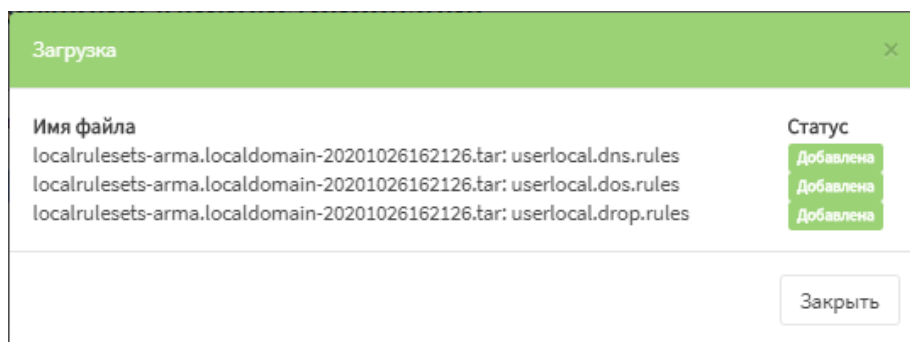 Загрузка ×
Имя файла Статус
localrulesets-arma.localdomain-20201026162126.tar: userlocal.dns.rules Добавлена
localrulesets-arma.localdomain-20201026162126.tar: userlocal.dos.rules Добавлена
localrulesets-arma.localdomain-20201026162126.tar: userlocal.drop.rules Добавлена
Закрыть